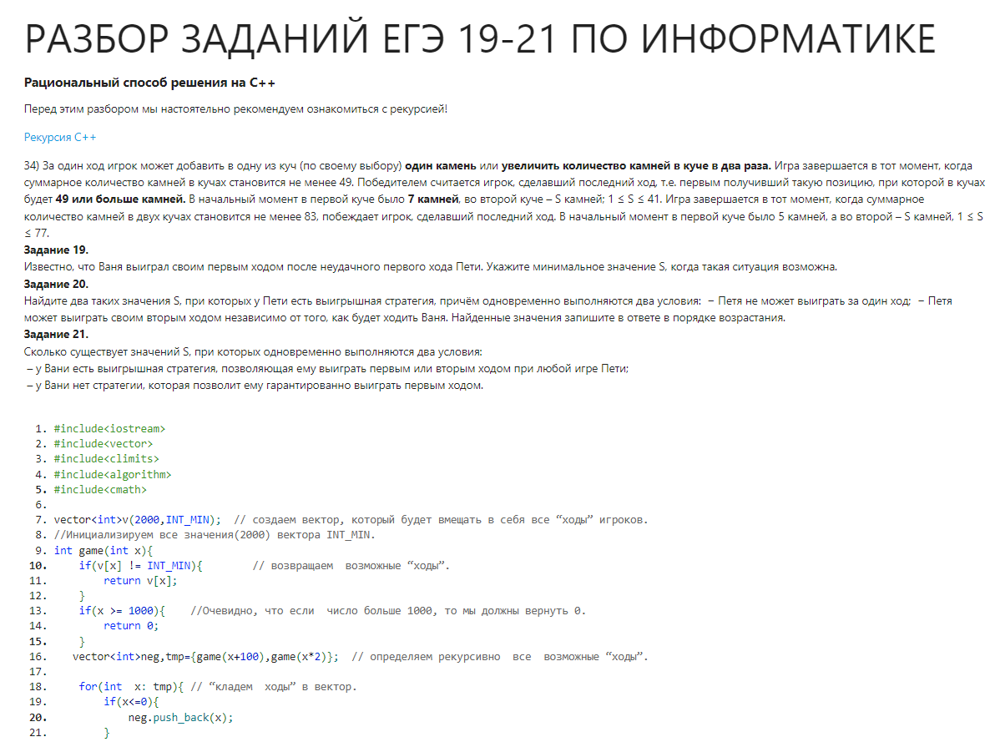 РАЗБОР ЗАДАНИЙ ЕГЭ 19-21 ПО ИНФОРМАТИКЕ
Рациональный способ решения на С++
Перед этим разбором мы настоятельно рекомендуем ознакомиться с рекурсией!
Рекурсия С++
34) За один ход игрок может добавить в одну из куч (по своему выбору) один камень или увеличить количество камней в куче в два раза. Игра завершается в тот момент, когда
суммарное количество камней в кучах становится не менее 49. Победителем считается игрок, сделавший последний ход, т.е. первым получивший такую позицию, при которой в кучах
будет 49 или больше камней. В начальный момент в первой куче было 7 камней, во второй куче – S камней; 1 ≤ S ≤ 41. Игра завершается в тот момент, когда суммарное
количество камней в двух кучах становится не менее 83, побеждает игрок, сделавший последний ход. В начальный момент в первой куче было 5 камней, а во второй – S камней, 1 ≤ S
≤ 77.
Задание 19.
Известно, что Ваня выиграл своим первым ходом после неудачного первого хода Пети. Укажите минимальное значение S, когда такая ситуация возможна.
Задание 20.
Найдите два таких значения S, при которых у Пети есть выигрышная стратегия, причём одновременно выполняются два условия:  − Петя не может выиграть за один ход;  − Петя
может выиграть своим вторым ходом независимо от того, как будет ходить Ваня. Найденные значения запишите в ответе в порядке возрастания.
Задание 21.
Сколько существует значений S, при которых одновременно выполняются два условия:
– у Вани есть выигрышная стратегия, позволяющая ему выиграть первым или вторым ходом при любой игре Пети;
– у Вани нет стратегии, которая позволит ему гарантированно выиграть первым ходом.
1. #include<iostream>
2. #include<vector>
3. #include<climits>
4. #include<algorithm>
5. #include<cmath>
6.
7. vector<int>v(2000,INT_MIN);  // создаем вектор, который будет вмещать в себя все “ходы” игроков.
8. //Инициализируем все значения(2000) вектора INT_MIN.
9. int game(int x){
10.     if(v[x] != INT_MIN){        // возвращаем  возможные “ходы”.
11.         return v[x];
12.     }
13.     if(x >= 1000){    //Очевидно, что если  число больше 1000, то мы должны вернуть 0.
14.         return 0;
15.     }
16.    vector<int>neg,tmp={game(x+100),game(x*2)};  // определяем рекурсивно  все  возможные “ходы”.
17.
18.     for(int  x: tmp){ // “кладем  ходы” в вектор.
19.         if(x<=0){
20.             neg.push_back(x);
21.         }